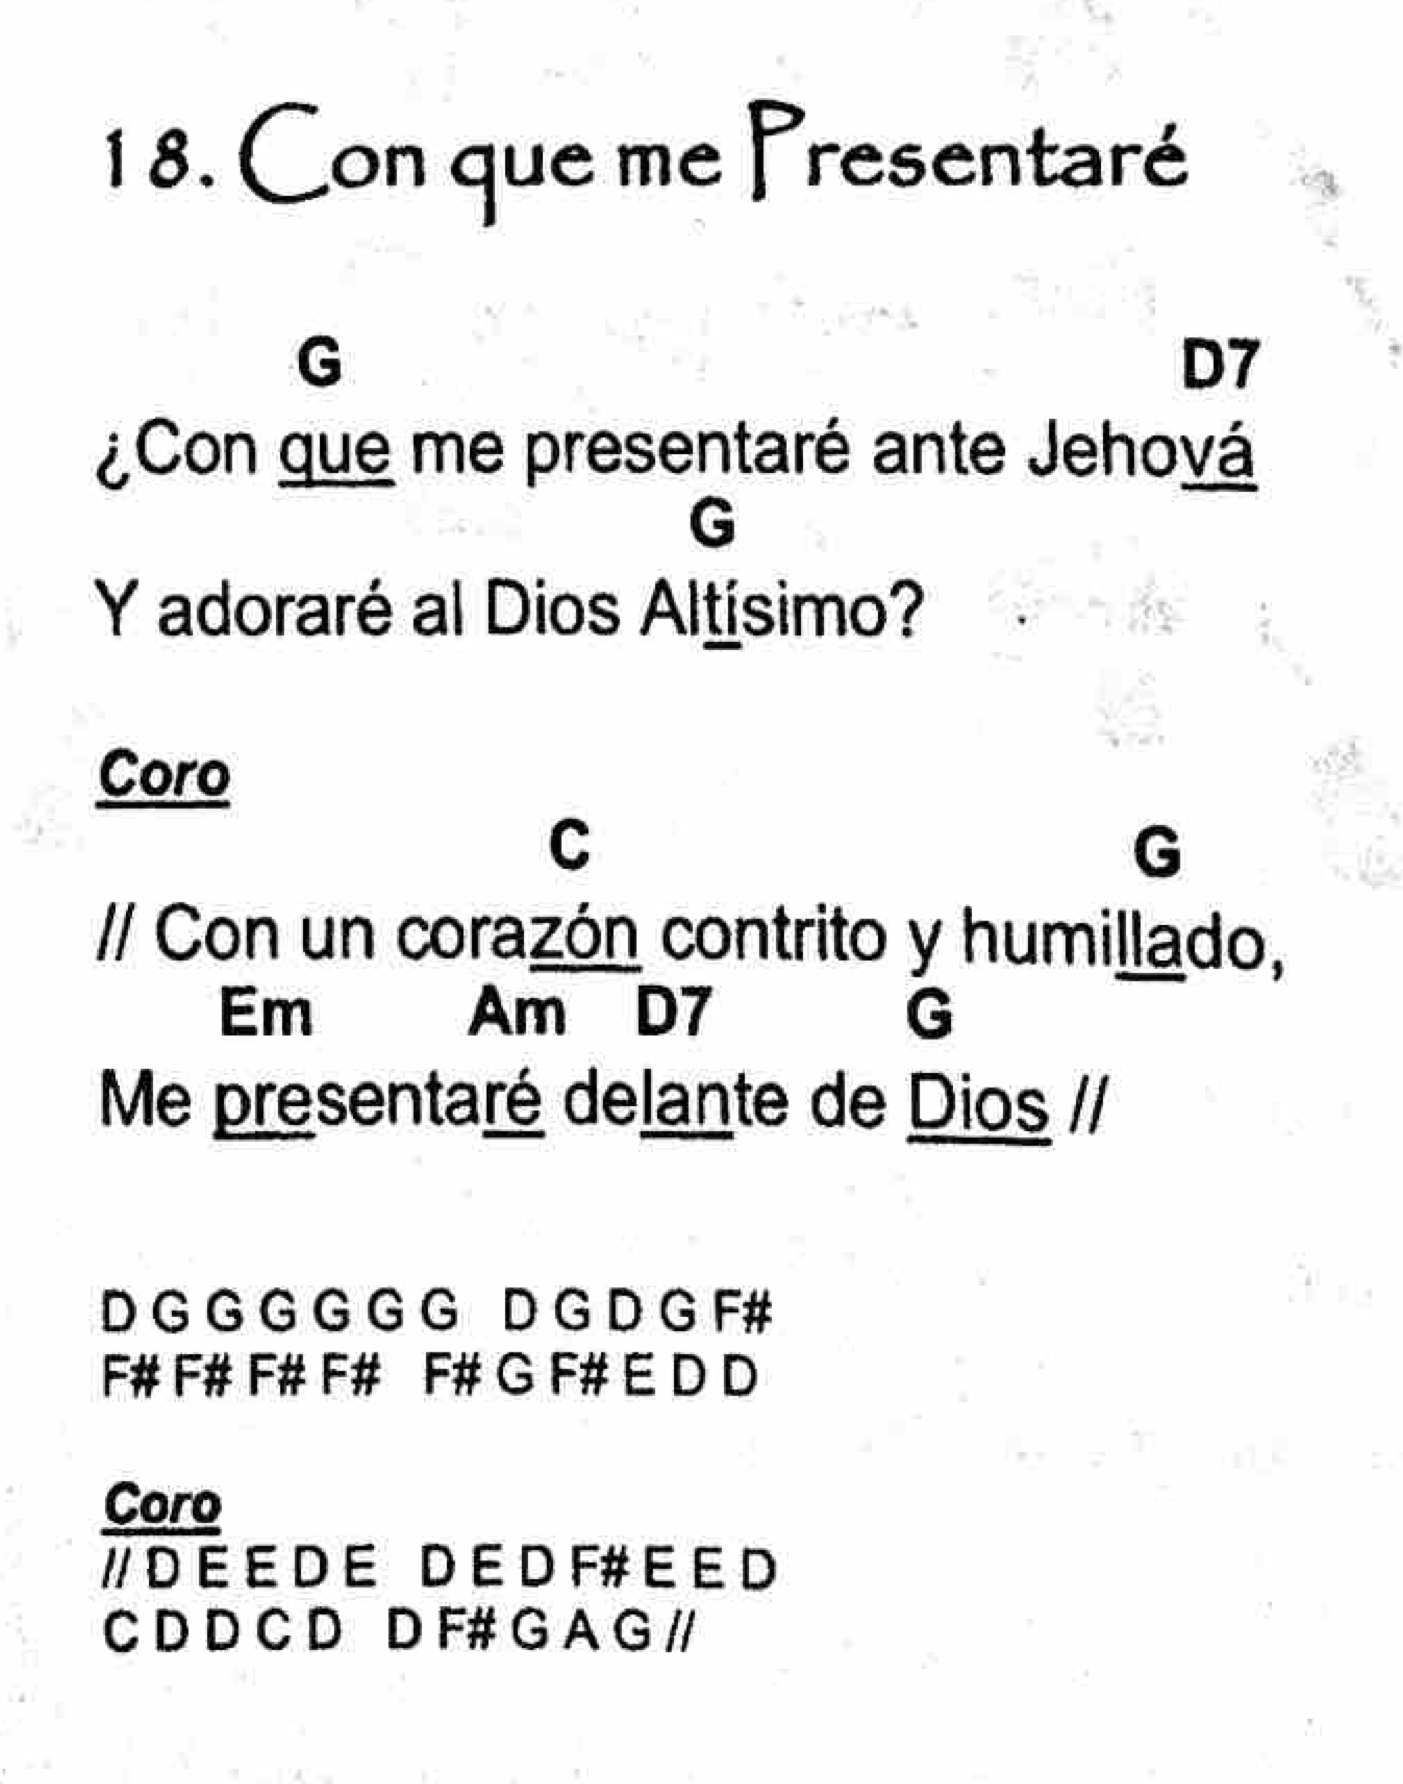 18. Con que me Presentaré
G D7
¿Con que me presentaré ante Jehová
G
Y adoraré al Dios Altísimo?
Coro
C G
// Con un corazón contrito y humillado,
Em Am D7 G
Me presentaré delante de Dios //
D G G G G G G D G D G F#
F# F# F# F# F# G F# E D D
Coro
// D E E D E D E D F# E E D
C D D C D D F# G A G //